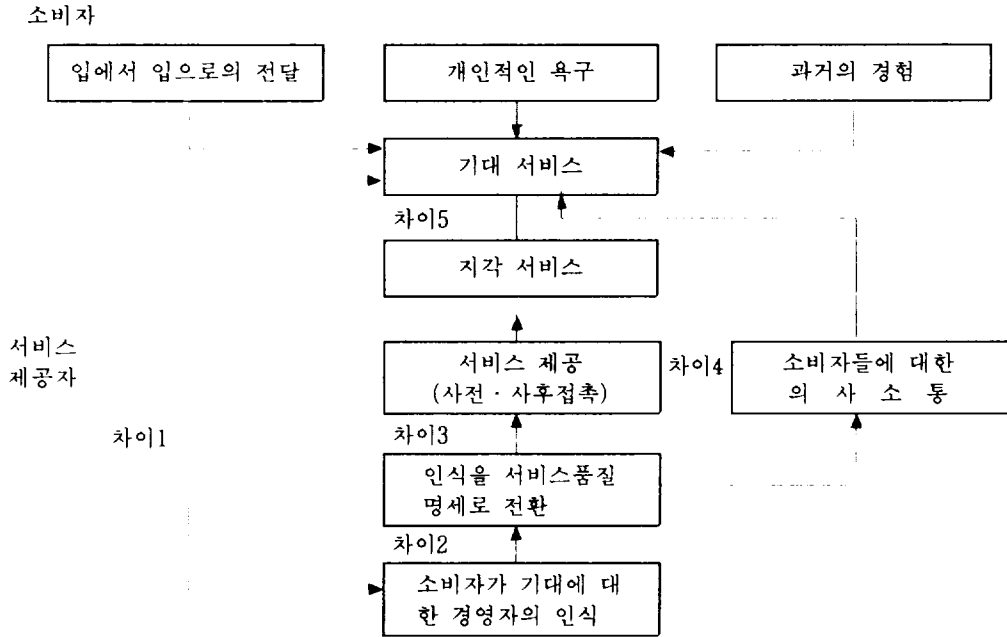 소비자
입에서 입으로의 전달
개인적인 욕구
과거의 경험
기대 서비스
차이5
지각 서비스
서비스
제공자
서비스 제공
(사전·사후접촉)
차이4
소비자들에 대한
의 사 소 통
차이1
차이3
인식을 서비스품질
명세로 전환
차이2
소비자가 기대에 대
한 경영자의 인식